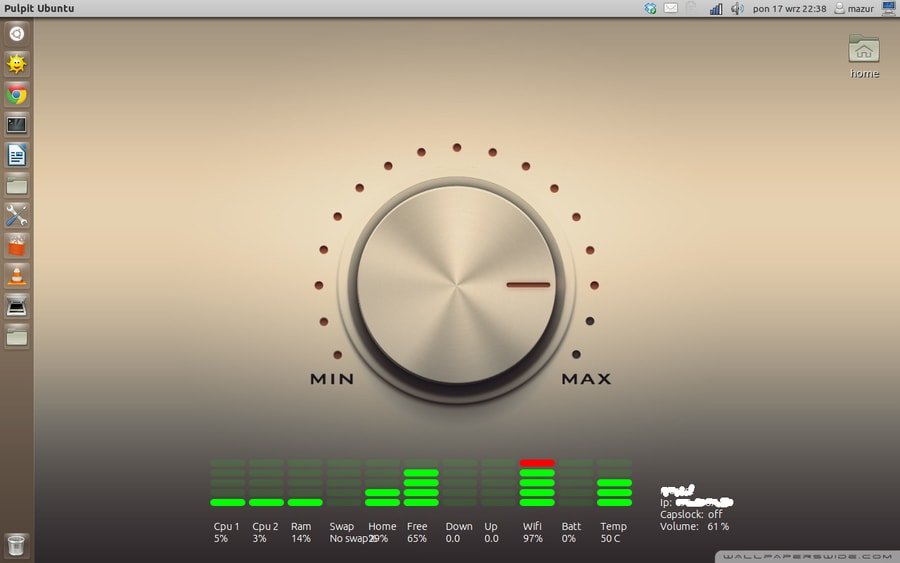 Pulpit Ubuntu
pon 17 wrz 22:38 mazur
home
MIN MAX
Cpu 1 Cpu 2 Ram Swap Home Free Down Up Wifi Batt Temp
5% 3% 14% No swap 29% 65% 0.0 0.0 97% 0% 50 C
Ip:
Capslock: off
Volume: 61 %
WALLPAPERSWIDE.COM